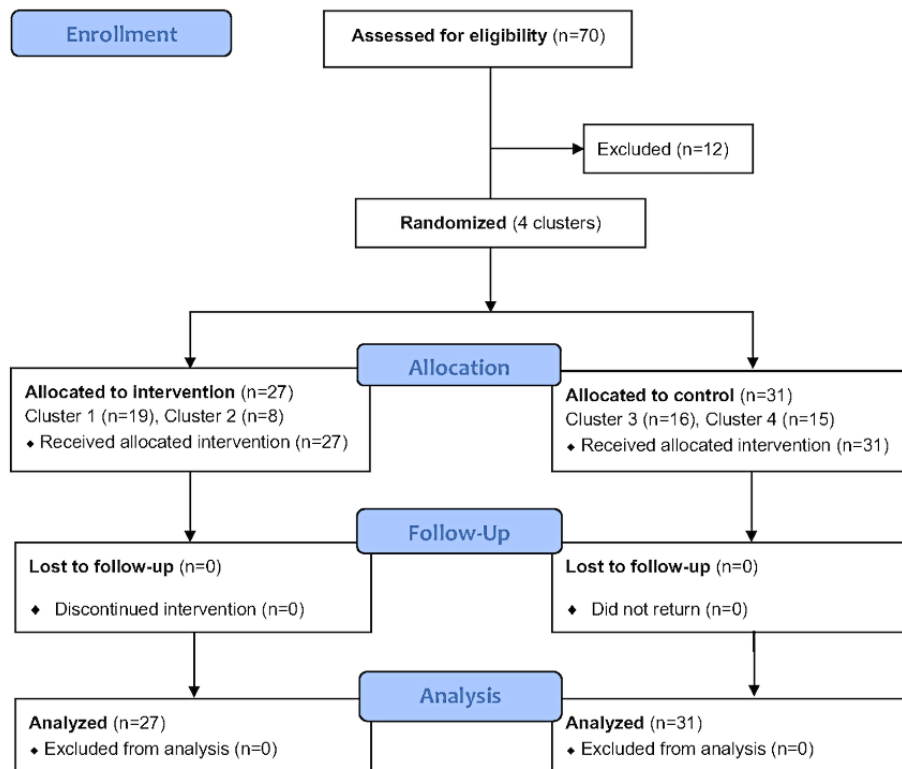 Enrollment
Assessed for eligibility (n=70)
Excluded (n=12)
Randomized (4 clusters)
Allocation
Allocated to intervention (n=27)
Cluster 1 (n=19), Cluster 2 (n=8)
⬥ Received allocated intervention (n=27)
Allocated to control (n=31)
Cluster 3 (n=16), Cluster 4 (n=15)
⬥ Received allocated intervention (n=31)
Follow-Up
Lost to follow-up (n=0)
⬥ Discontinued intervention (n=0)
Lost to follow-up (n=0)
⬥ Did not return (n=0)
Analysis
Analyzed (n=27)
⬥ Excluded from analysis (n=0)
Analyzed (n=31)
⬥ Excluded from analysis (n=0)